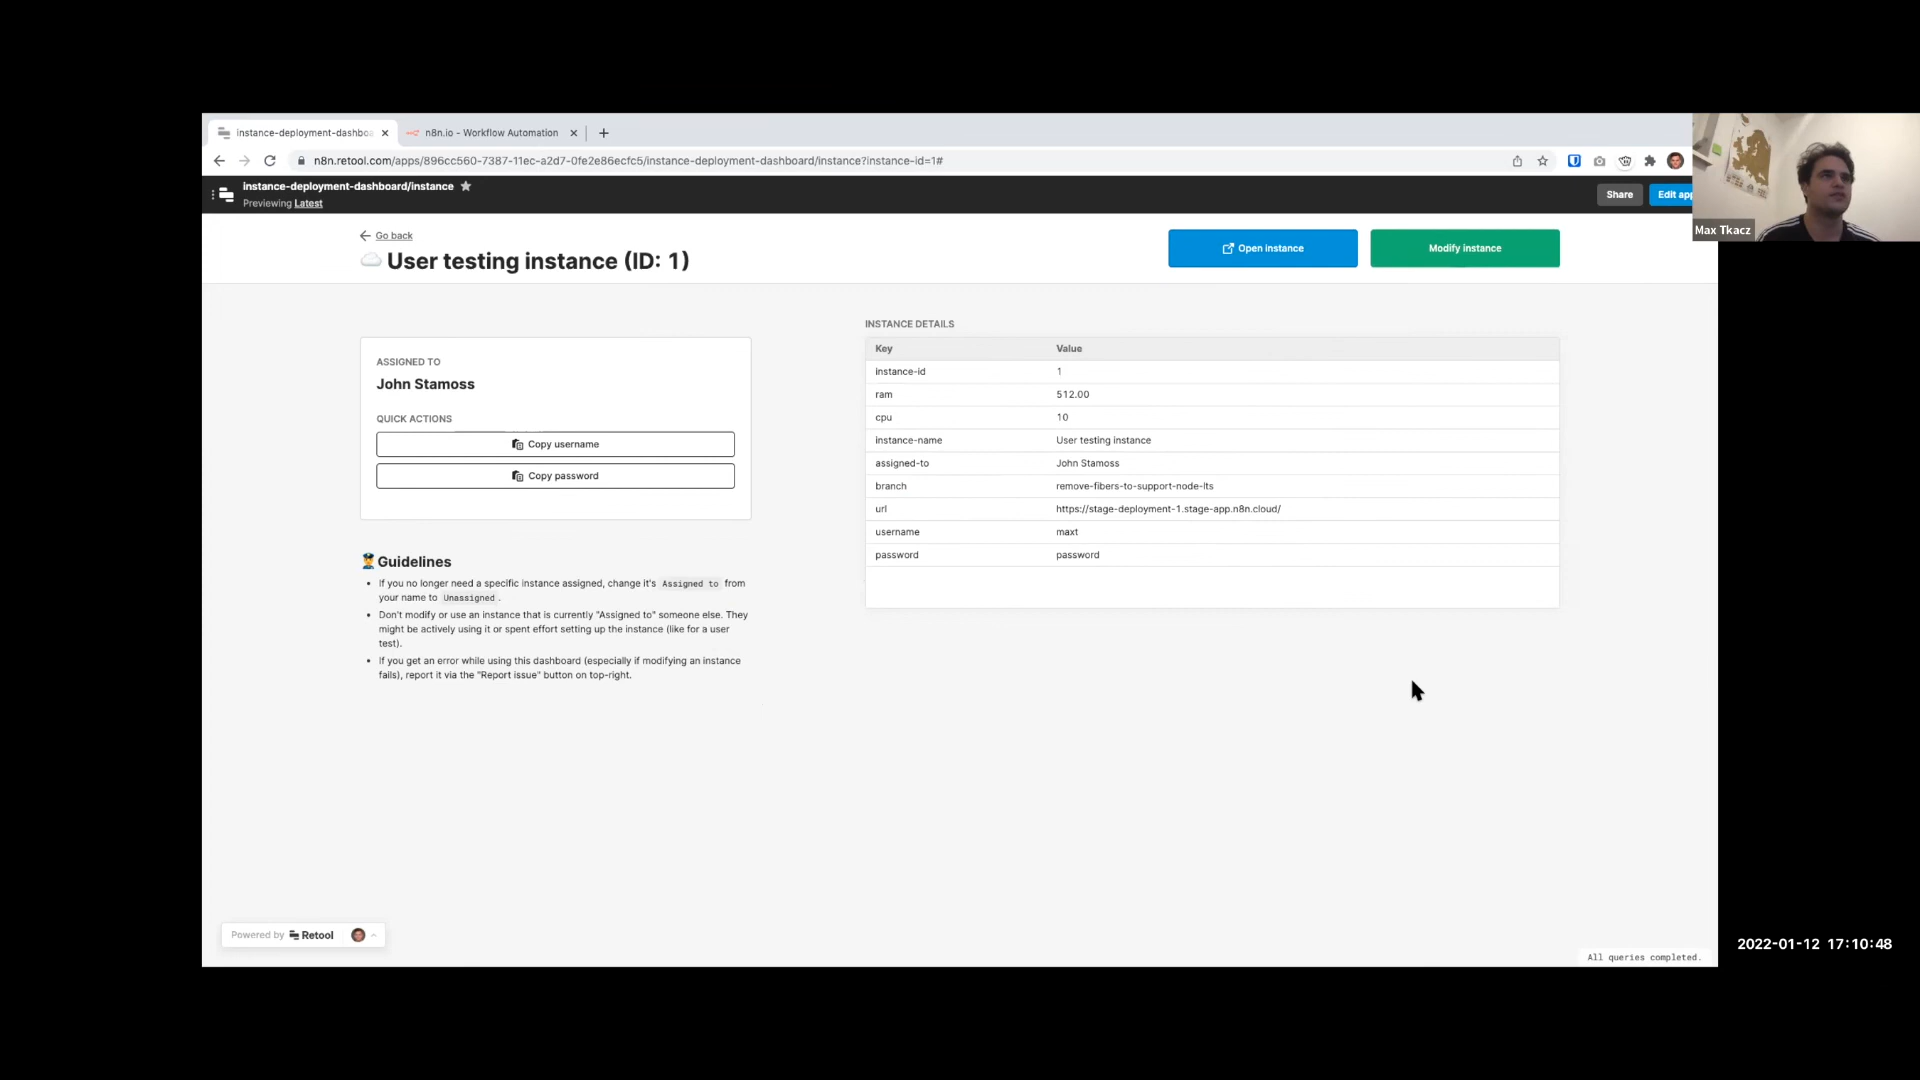 instance-deployment-dashboa
n8n.io - Workflow Automation
n8n.retool.com/apps/896cc560-7387-11ec-a2d7-0fe2e86ecfc5/instance-deployment-dashboard/instance?instance-id=1#
instance-deployment-dashboard/instance
Previewing Latest
Share
Edit app
Max Tkacz
Go back
User testing instance (ID: 1)
Open instance
Modify instance
ASSIGNED TO
John Stamoss
QUICK ACTIONS
Copy username
Copy password
Guidelines
• If you no longer need a specific instance assigned, change it's Assigned to from
your name to Unassigned.
• Don't modify or use an instance that is currently "Assigned to" someone else. They
might be actively using it or spent effort setting up the instance (like for a user
test).
• If you get an error while using this dashboard (especially if modifying an instance
fails), report it via the "Report issue" button on top-right.
INSTANCE DETAILS
Key Value
instance-id 1
ram 512.00
cpu 10
instance-name User testing instance
assigned-to John Stamoss
branch remove-fibers-to-support-node-lts
url https://stage-deployment-1.stage-app.n8n.cloud/
username maxt
password password
Powered by Retool
All queries completed.
2022-01-12 17:10:48